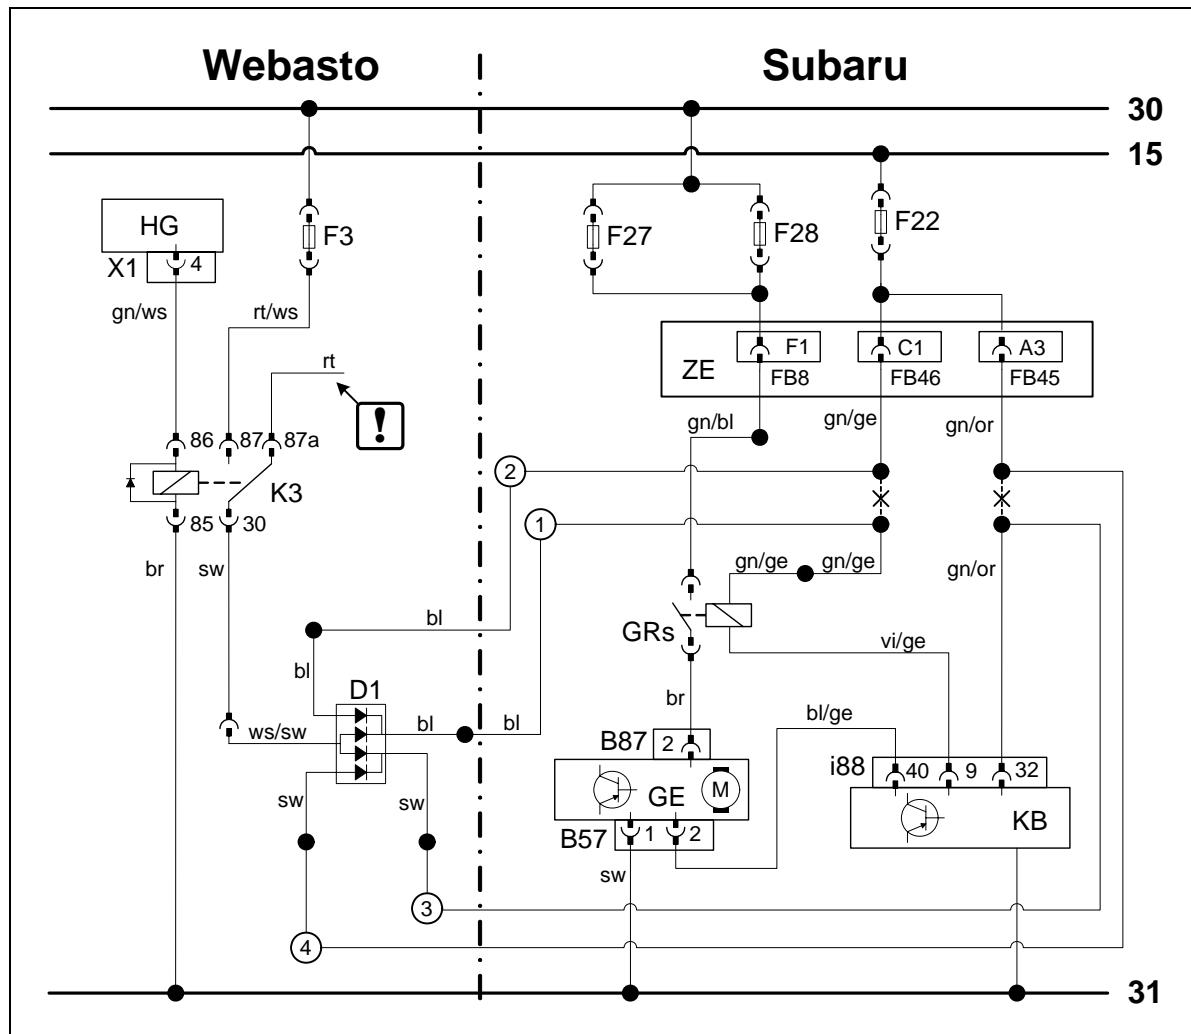 Webasto Subaru
30
15
HG
X1 4
F3
F27 F28 F22
gn/ws rt/ws
F1 C1 A3
ZE FB8 FB46 FB45
rt
!
gn/bl gn/ge gn/or
86 87 87a
2
K3
85 30
1
br sw
gn/ge gn/ge gn/or
bl
GRs
vi/ge
bl
D1
br
bl/ge
ws/sw bl bl
B87 2
i88 40 9 32
sw sw
GE M
KB
B57 1 2
sw
3
4
31